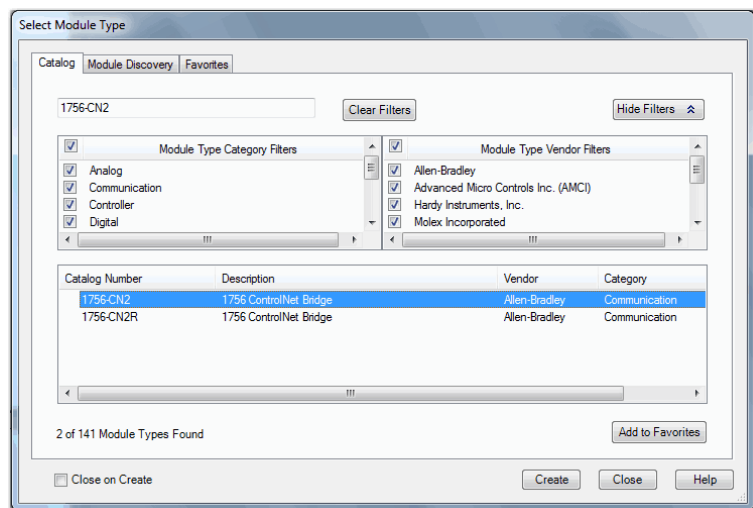 Select Module Type
Catalog Module Discovery Favorites
1756-CN2 Clear Filters Hide Filters
Module Type Category Filters Module Type Vendor Filters
Analog Allen-Bradley
Communication Advanced Micro Controls Inc. (AMCI)
Controller Hardy Instruments, Inc.
Digital Molex Incorporated
Catalog Number Description Vendor Category
1756-CN2 1756 ControlNet Bridge Allen-Bradley Communication
1756-CN2R 1756 ControlNet Bridge Allen-Bradley Communication
2 of 141 Module Types Found Add to Favorites
Close on Create Create Close Help